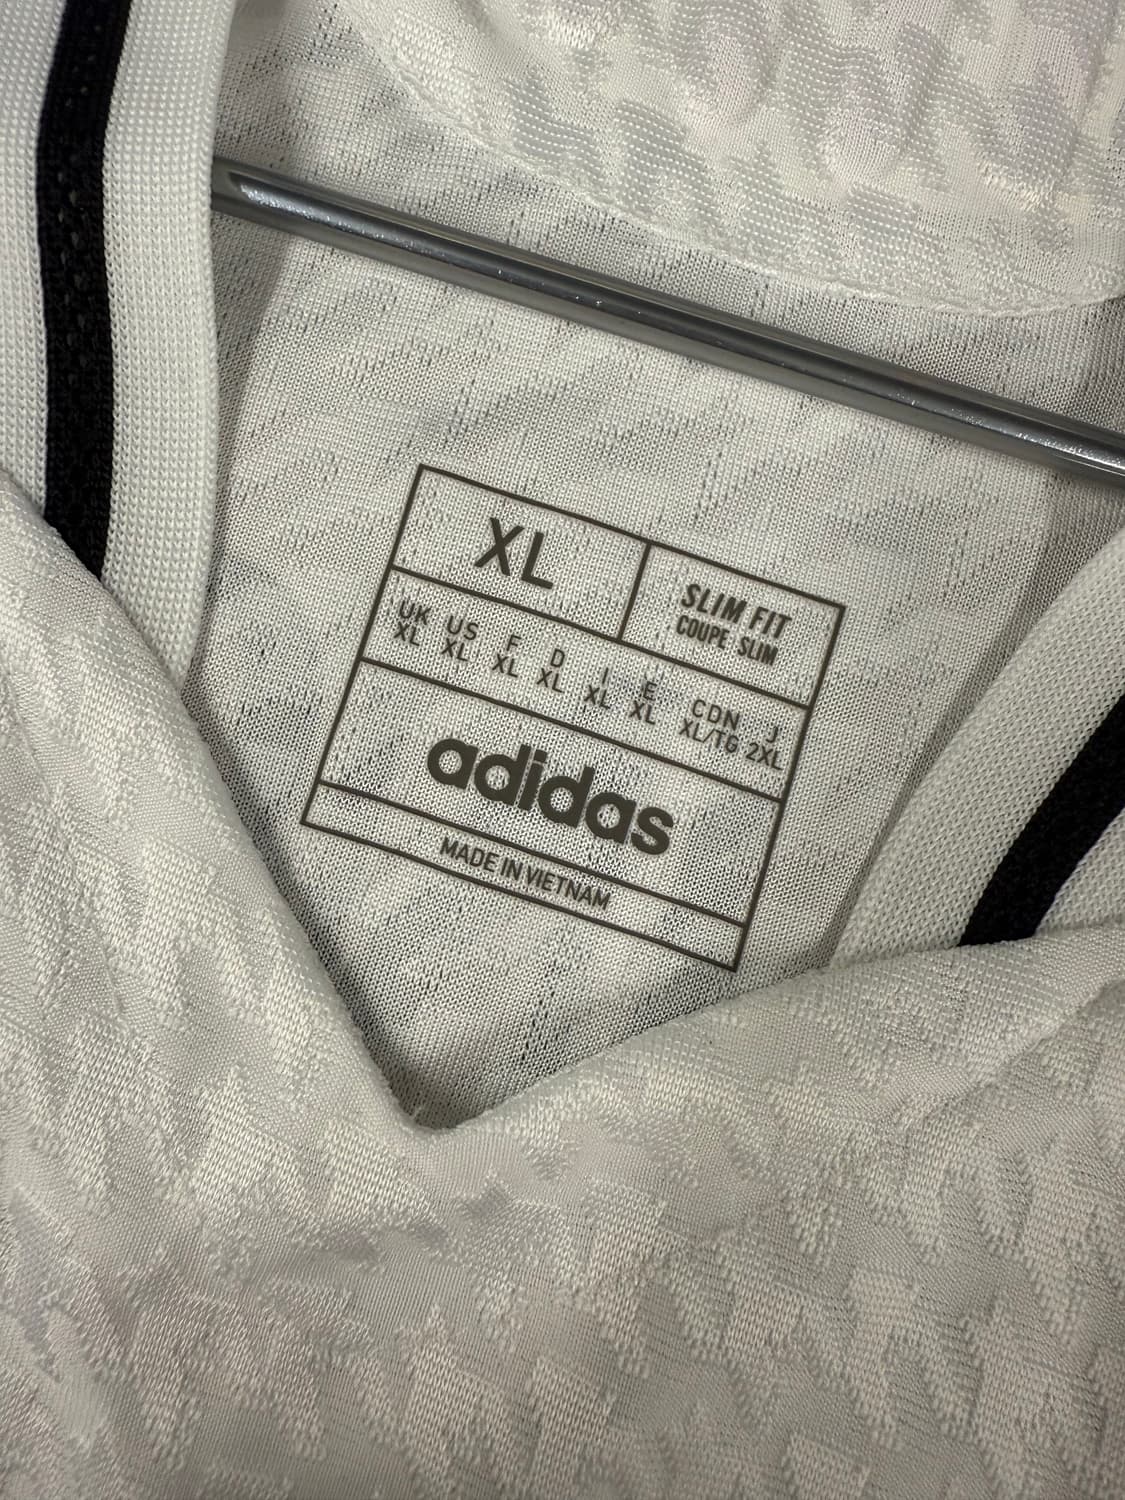 XL
SLIM FIT
COUPE SLIM
UK US F D I E CDN J
XL XL XL XL XL XL XL/TG 2XL
adidas
MADE IN VIETNAM